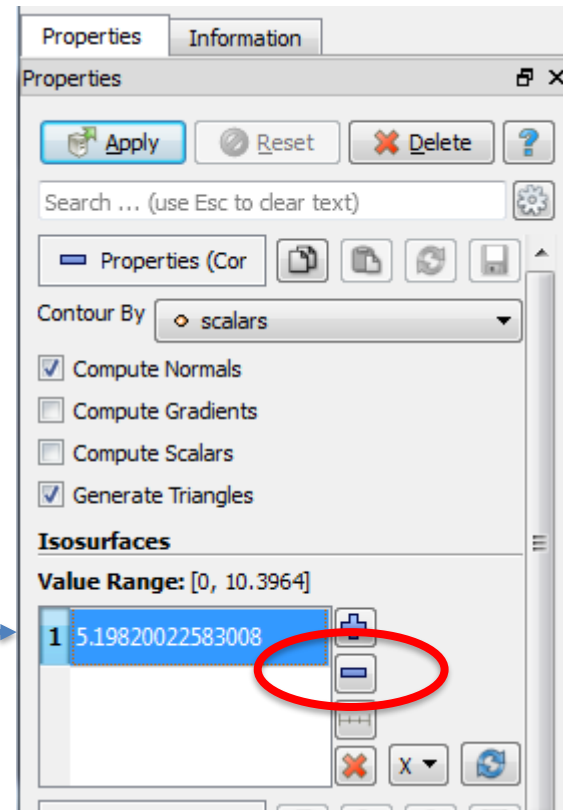 Properties Information
Properties
Apply Reset Delete ?
Search ... (use Esc to clear text)
Properties (Cor
Contour By scalars
Compute Normals
Compute Gradients
Compute Scalars
Generate Triangles
Isosurfaces
Value Range: [0, 10.3964]
1 5.19820022583008
X